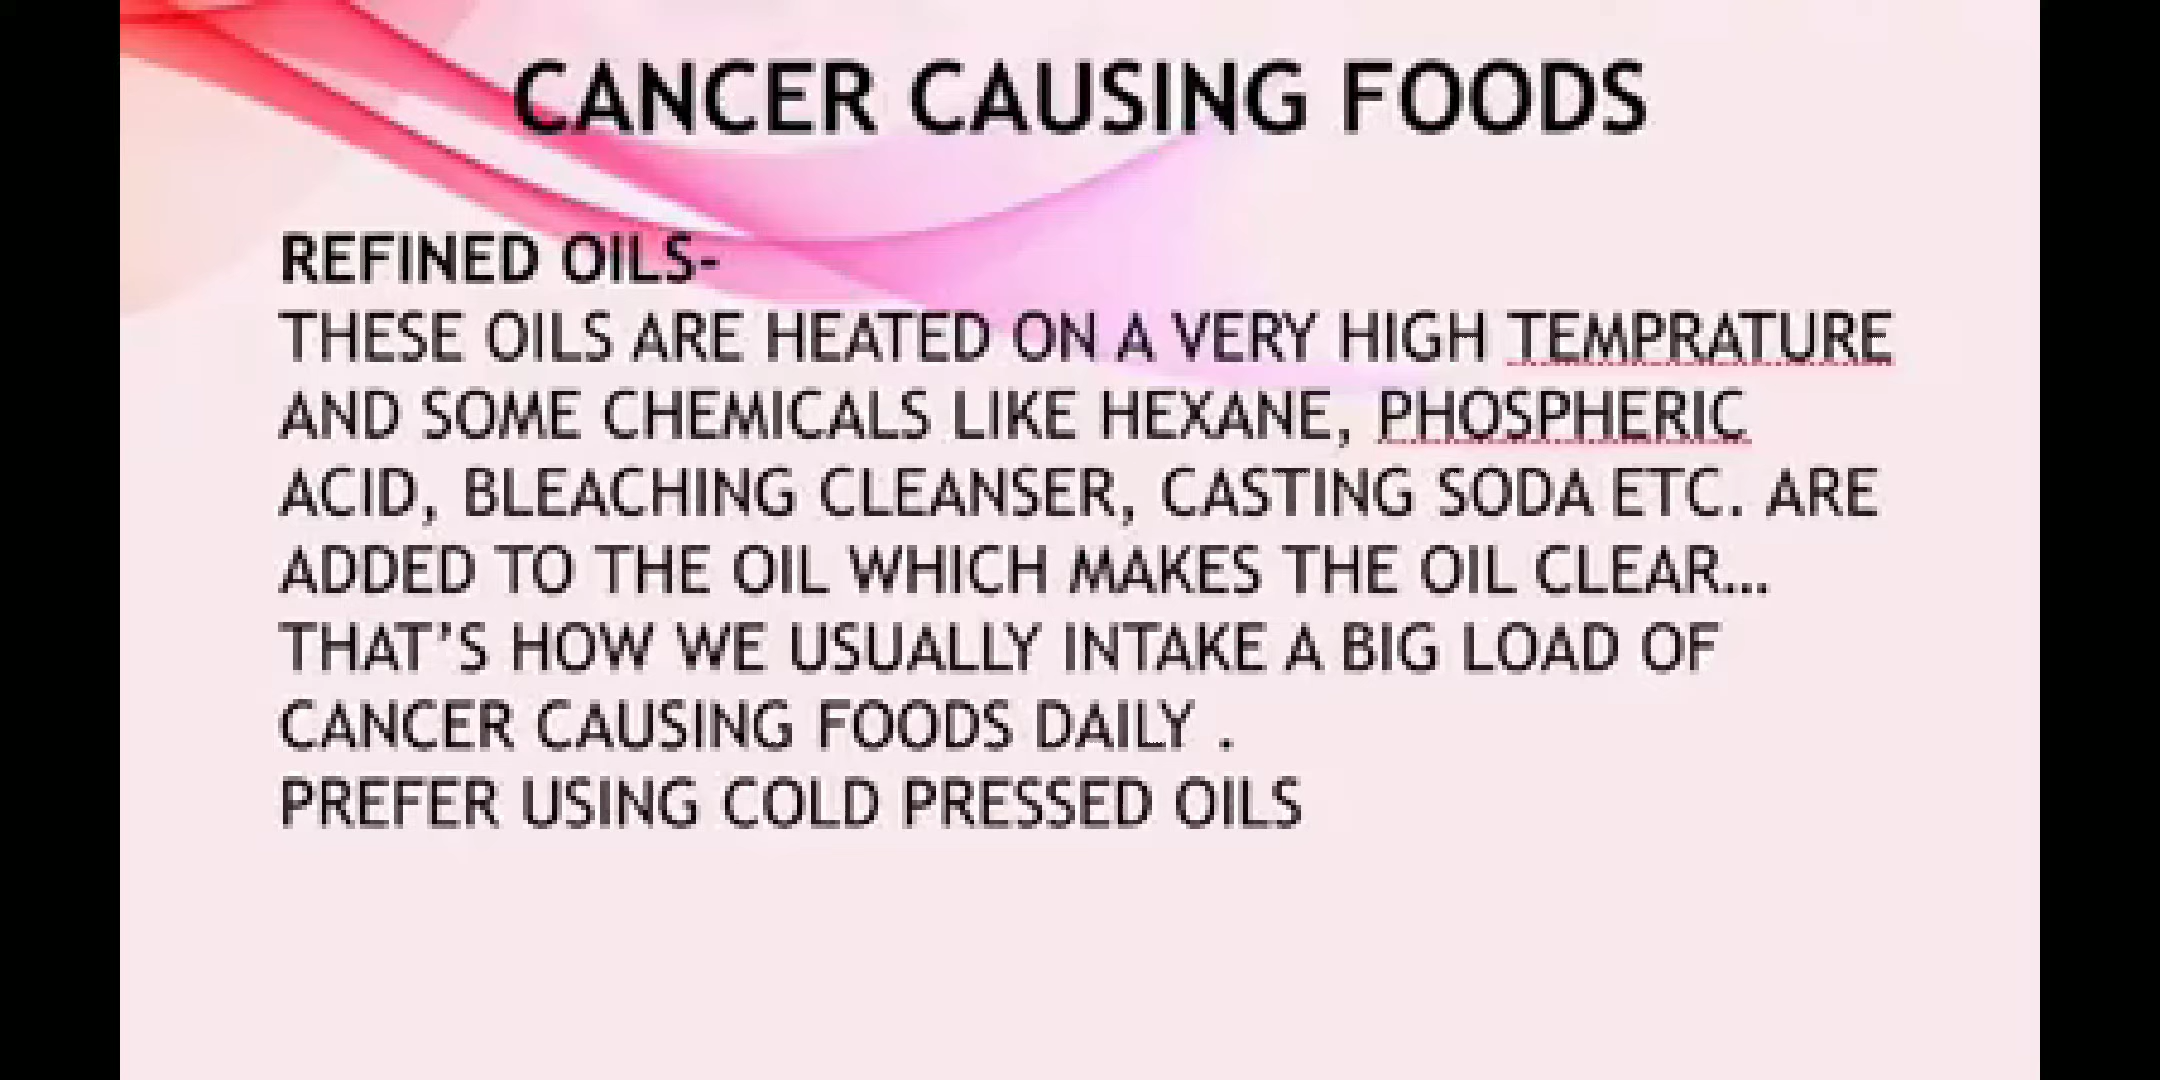 CANCER CAUSING FOODS
REFINED OILS-
THESE OILS ARE HEATED ON A VERY HIGH TEMPRATURE
AND SOME CHEMICALS LIKE HEXANE, PHOSPHERIC
ACID, BLEACHING CLEANSER, CASTING SODA ETC. ARE
ADDED TO THE OIL WHICH MAKES THE OIL CLEAR...
THAT'S HOW WE USUALLY INTAKE A BIG LOAD OF
CANCER CAUSING FOODS DAILY .
PREFER USING COLD PRESSED OILS